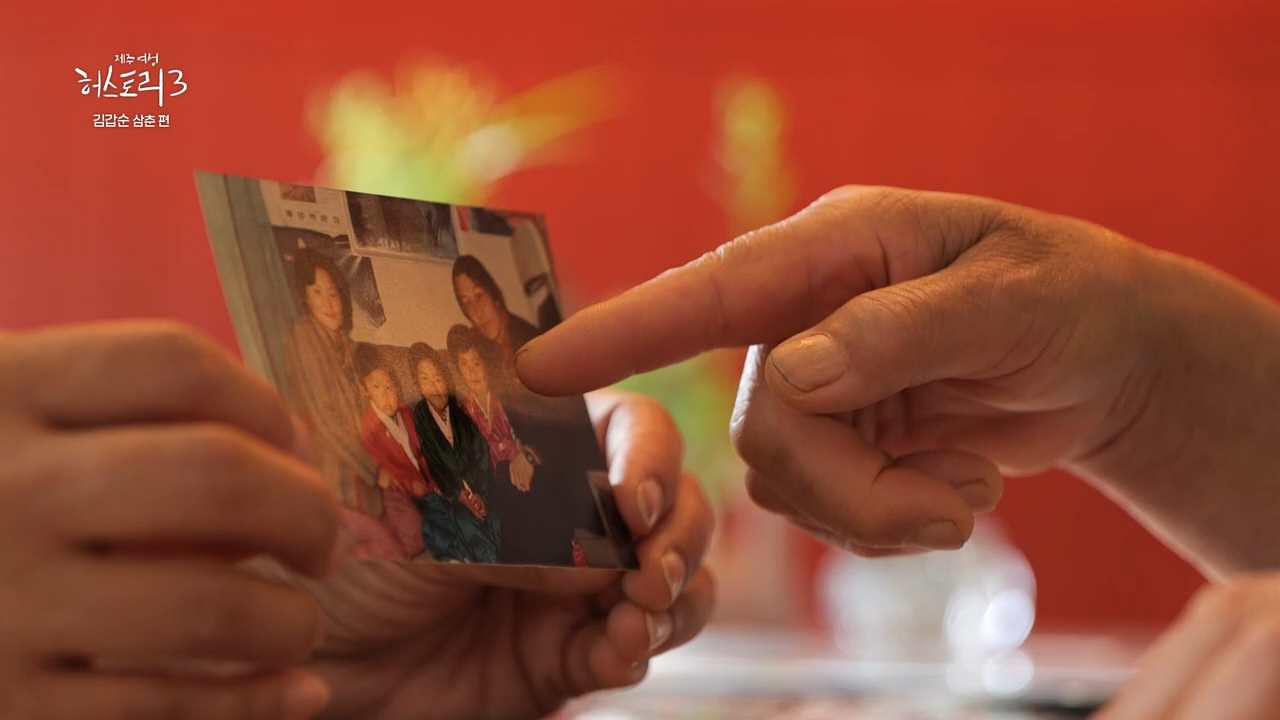 제주 여성
허스토리 3
김갑순 삼춘 편